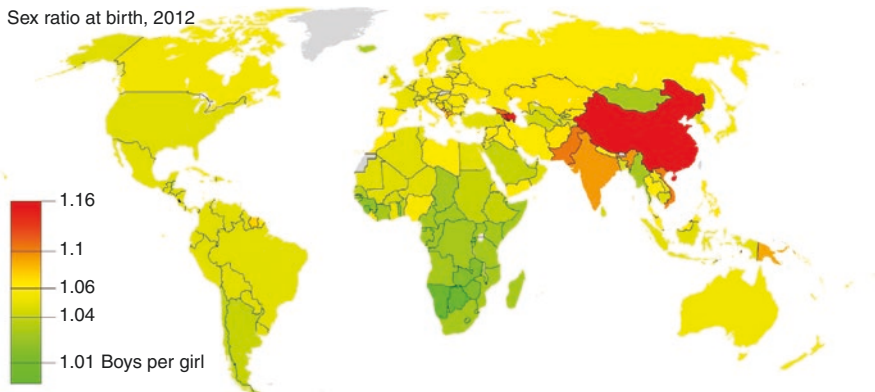 Sex ratio at birth, 2012
1.16
1.1
1.06
1.04
1.01 Boys per girl